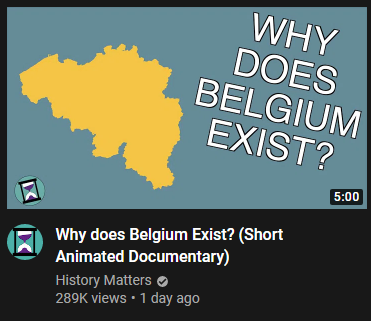 WHY
DOES
BELGIUM
EXIST?
5:00
Why does Belgium Exist? (Short
Animated Documentary)
History Matters
289K views • 1 day ago